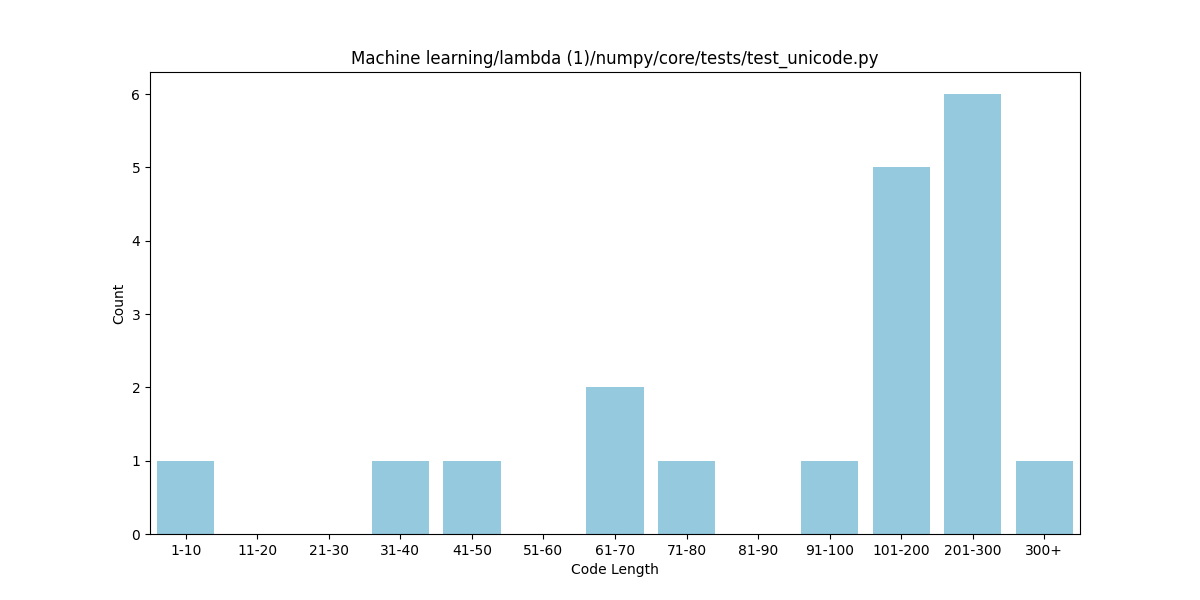 Machine learning/lambda (1)/numpy/core/tests/test_unicode.py
6
5
4
3
2
1
0
Count
1-10 11-20 21-30 31-40 41-50 51-60 61-70 71-80 81-90 91-100 101-200 201-300 300+
Code Length